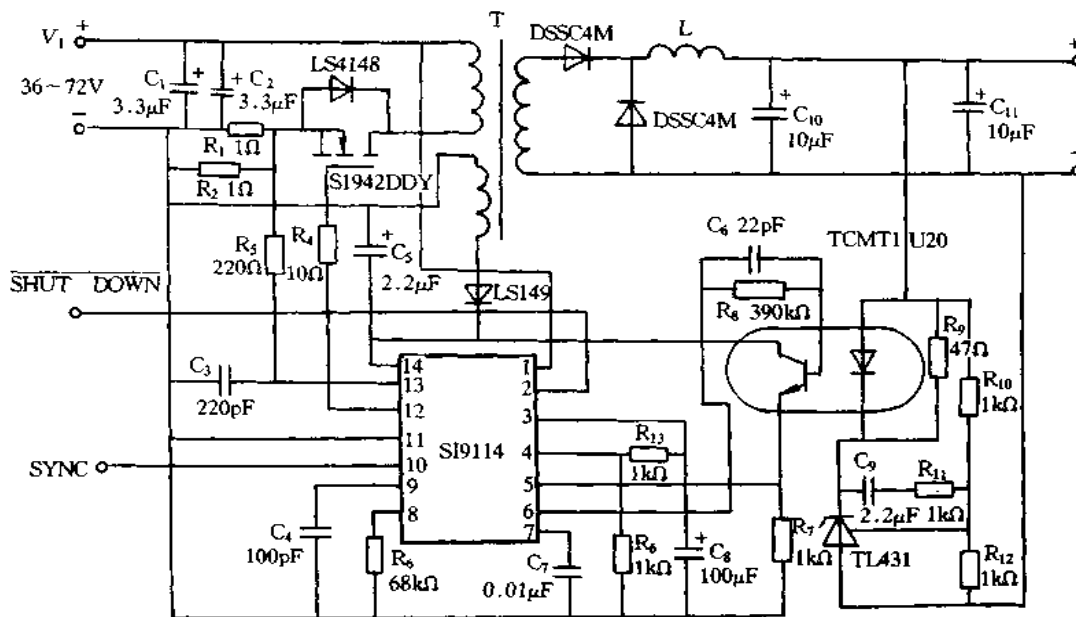 V₁ +
36~72V
−
C₁ +
3.3μF
+ C₂
3.3μF
LS4148
T
DSSC4M
L
DSSC4M
+
C₁₀
10μF
+
C₁₁
10μF
+
−
R₁ 1Ω
R₂ 1Ω
S1942DDY
R₅
220Ω
R₄
10Ω
+
C₅
2.2μF
LS149
C₆ 22pF
R₈ 390kΩ
TCMT1 U20
SHUT DOWN
R₉
47Ω
R₁₀
1kΩ
C₃
220pF
14
13
12
11
10
9
8
SI9114
1
2
3
4
5
6
7
SYNC
R₁₃
1kΩ
C₉
2.2μF
R₁₁
1kΩ
C₄
100pF
R₆
68kΩ
C₇
0.01μF
R₆
1kΩ
+
C₈
100μF
R₇
1kΩ
TL431
R₁₂
1kΩ